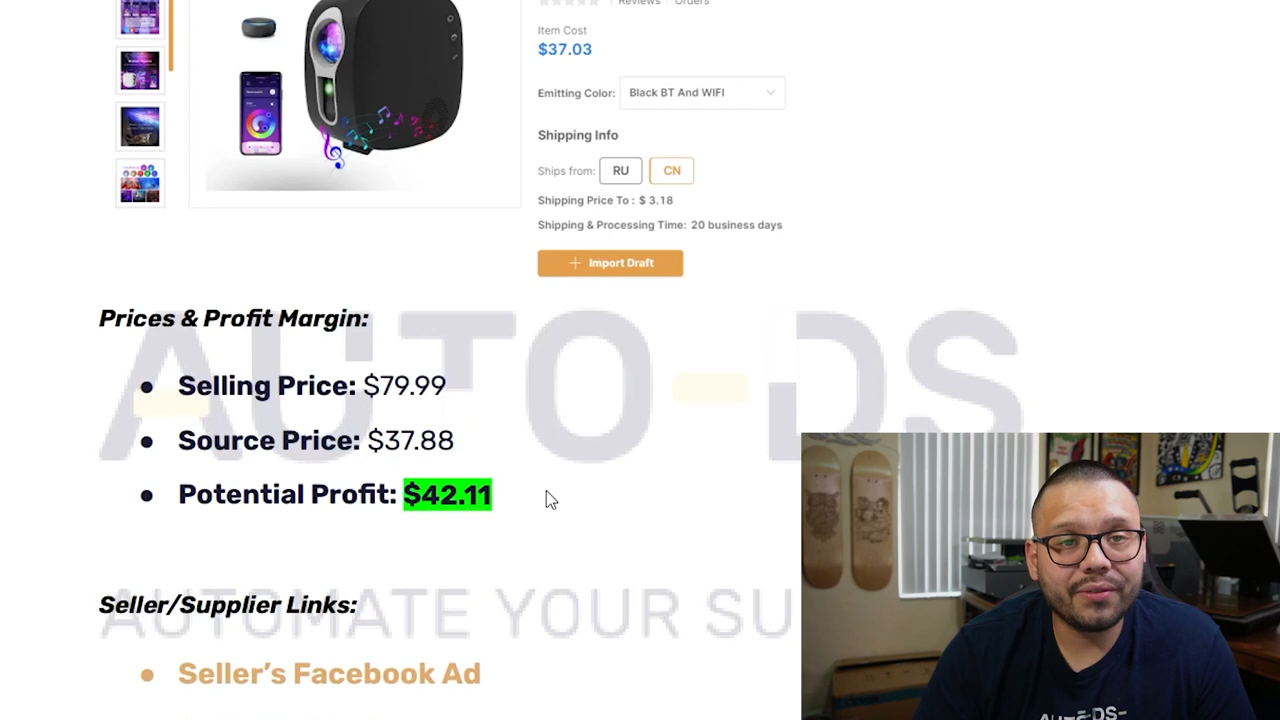 Reviews
Orders
Item Cost
$37.03
Emitting Color: Black BT And WIFI
Shipping Info
Ships from: RU CN
Shipping Price To : $ 3.18
Shipping & Processing Time: 20 business days
+ Import Draft
AUTO-DS
Prices & Profit Margin:
● Selling Price: $79.99
● Source Price: $37.88
● Potential Profit: $42.11
AUTOMATE YOUR SU
Seller/Supplier Links:
● Seller's Facebook Ad
AUTO-DS-